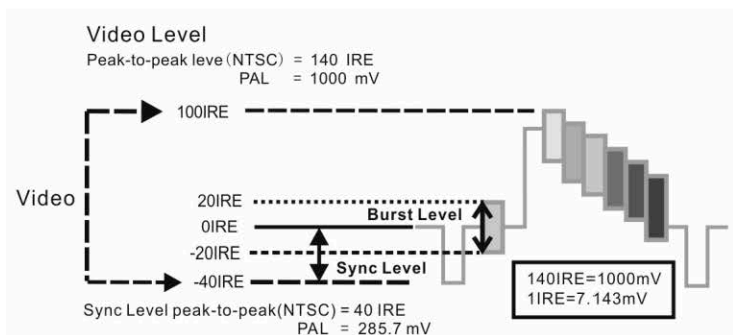 Video Level
Peak-to-peak leve(NTSC) = 140 IRE
PAL = 1000 mV
100IRE
Video
20IRE
Burst Level
0IRE
-20IRE
Sync Level
-40IRE
140IRE=1000mV
1IRE=7.143mV
Sync Level peak-to-peak(NTSC) = 40 IRE
PAL = 285.7 mV